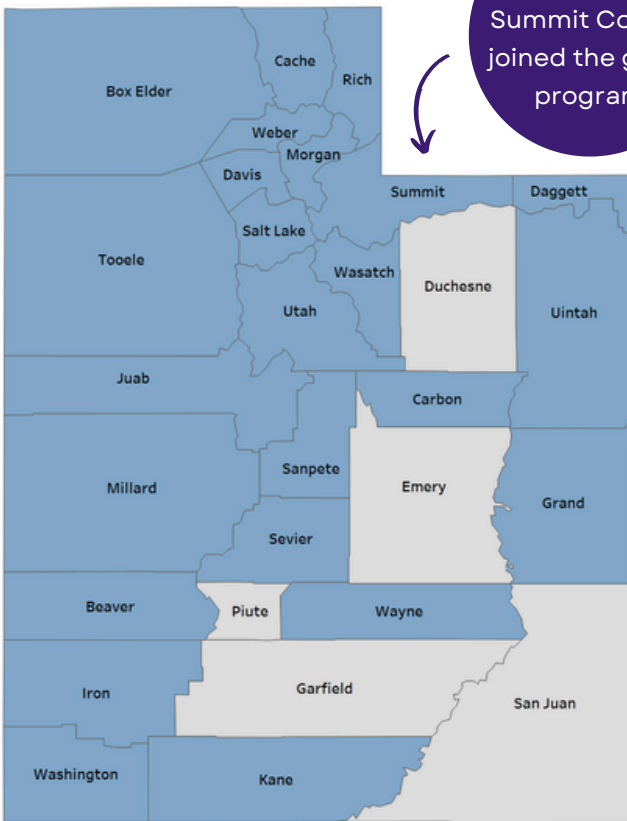 Summit Co
joined the g
program
Cache
Rich
Box Elder
Weber
Morgan
Davis
Summit
Daggett
Salt Lake
Tooele
Wasatch
Duchesne
Utah
Uintah
Juab
Carbon
Sanpete
Emery
Millard
Grand
Sevier
Beaver
Piute
Wayne
Garfield
Iron
San Juan
Washington
Kane